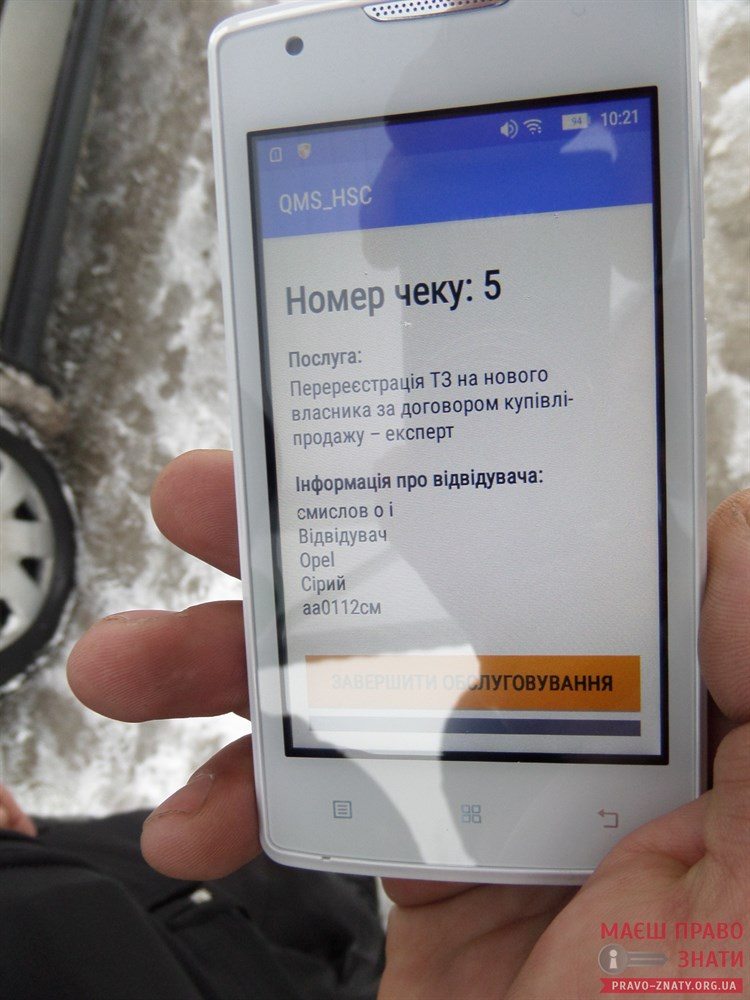 94 10:21
QMS_HSC
Номер чеку: 5
Послуга:
Перереєстрація ТЗ на нового
власника за договором купівлі-
продажу – експерт
Інформація про відвідувача:
смислов о і
Відвідувач
Opel
Сірий
аа0112см
ЗАВЕРШИТИ ОБСЛУГОВУВАННЯ
МАЄШ ПРАВО
ЗНАТИ
PRAVO-ZNATY.ORG.UA